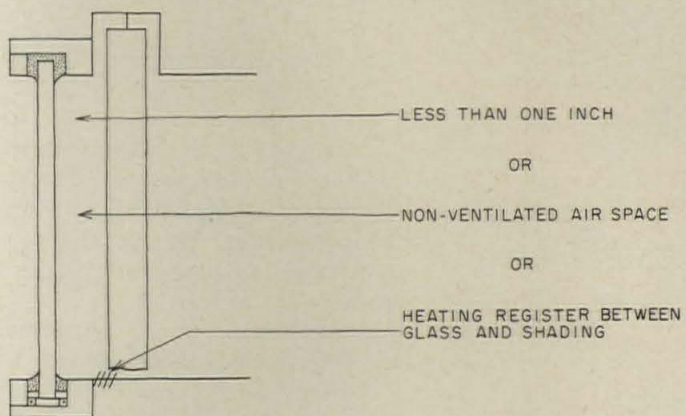 LESS THAN ONE INCH
OR
NON-VENTILATED AIR SPACE
OR
HEATING REGISTER BETWEEN
GLASS AND SHADING